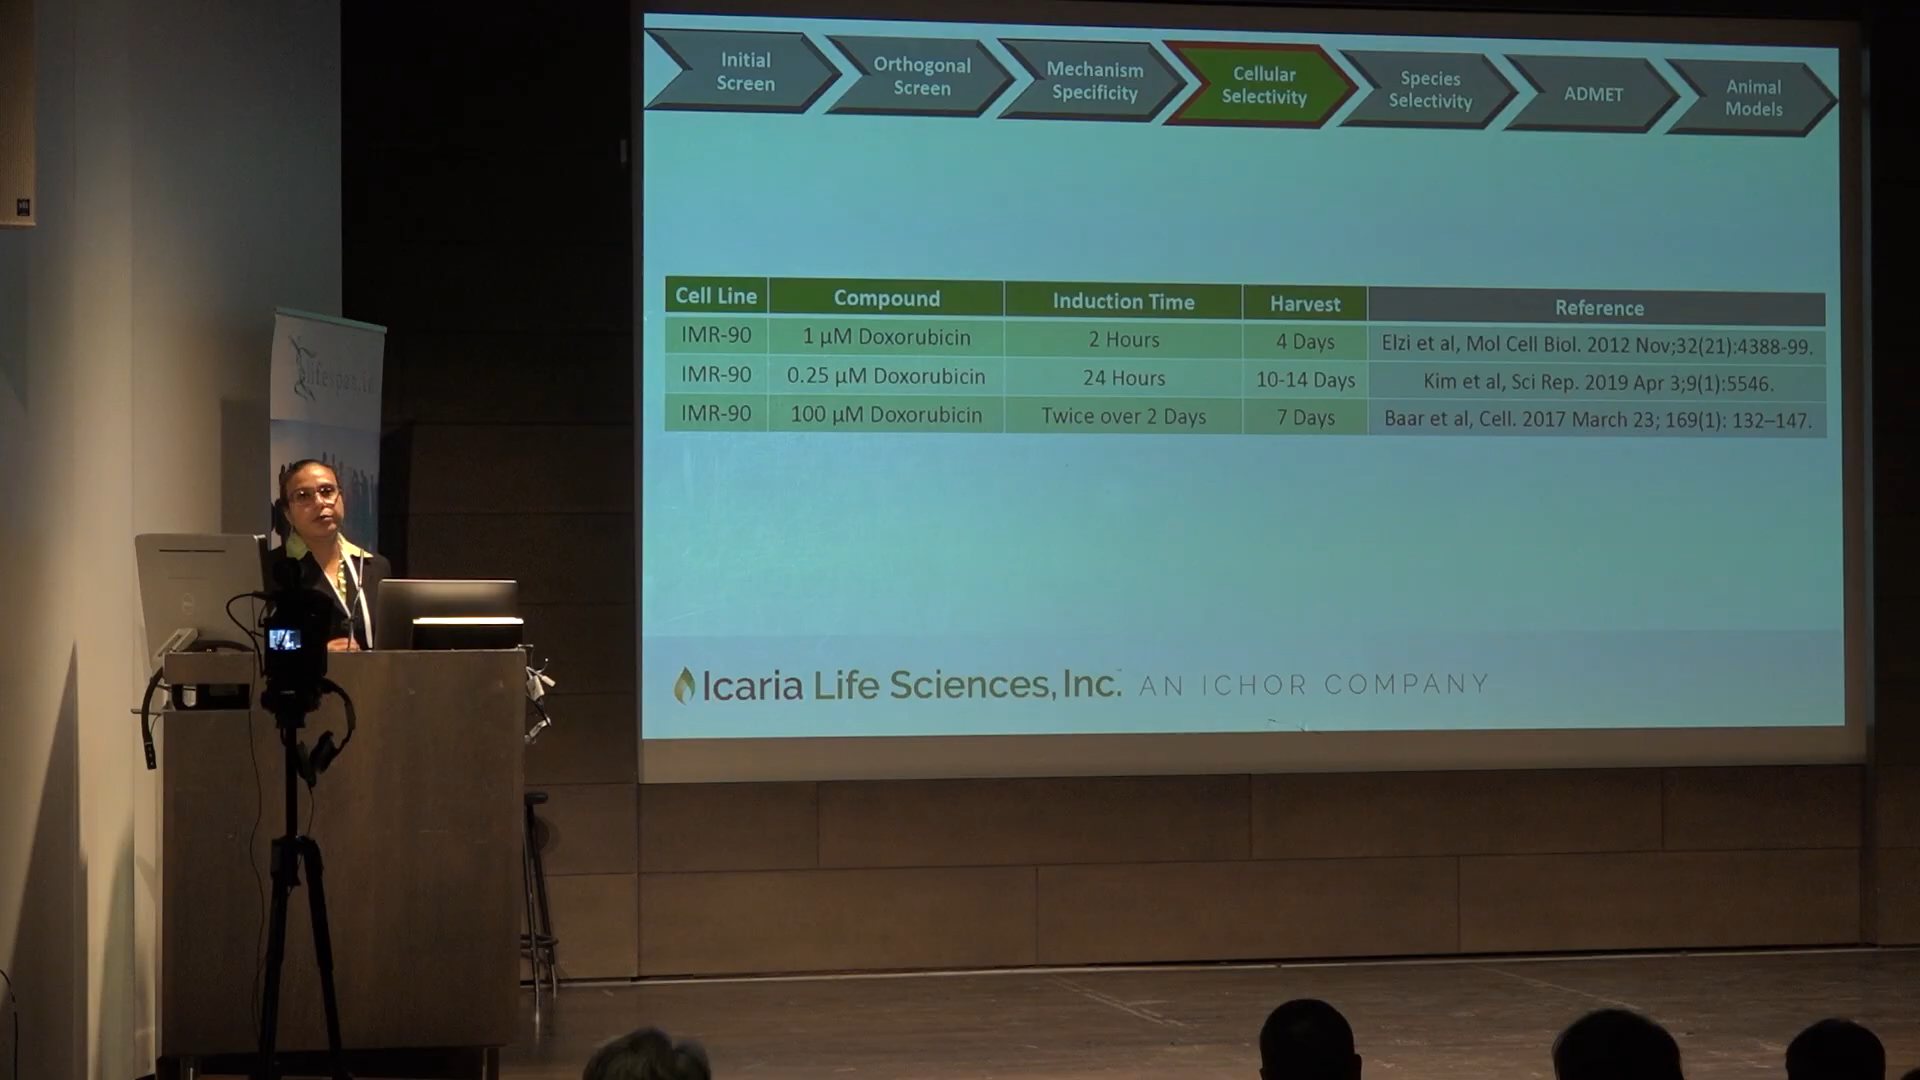 Initial
Screen
Orthogonal
Screen
Mechanism
Specificity
Cellular
Selectivity
Species
Selectivity
ADMET
Animal
Models
Cell Line Compound Induction Time Harvest Reference
IMR-90 1 µM Doxorubicin 2 Hours 4 Days Elzi et al, Mol Cell Biol. 2012 Nov;32(21):4388-99.
IMR-90 0.25 µM Doxorubicin 24 Hours 10-14 Days Kim et al, Sci Rep. 2019 Apr 3;9(1):5546.
IMR-90 100 µM Doxorubicin Twice over 2 Days 7 Days Baar et al, Cell. 2017 March 23; 169(1): 132–147.
Icaria Life Sciences, Inc.™ AN ICHOR COMPANY
lifespan.io